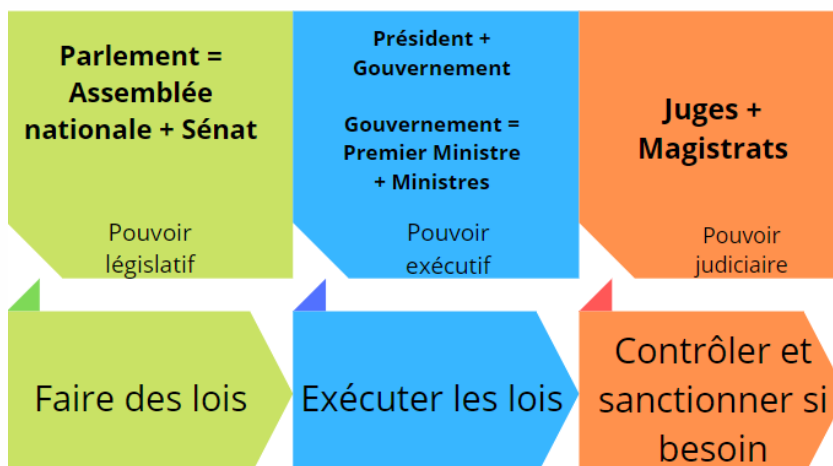 Parlement =
Assemblée
nationale + Sénat
Pouvoir
législatif
Président +
Gouvernement
Gouvernement =
Premier Ministre
+ Ministres
Pouvoir
exécutif
Juges +
Magistrats
Pouvoir
judiciaire
Faire des lois
Exécuter les lois
Contrôler et
sanctionner si
besoin